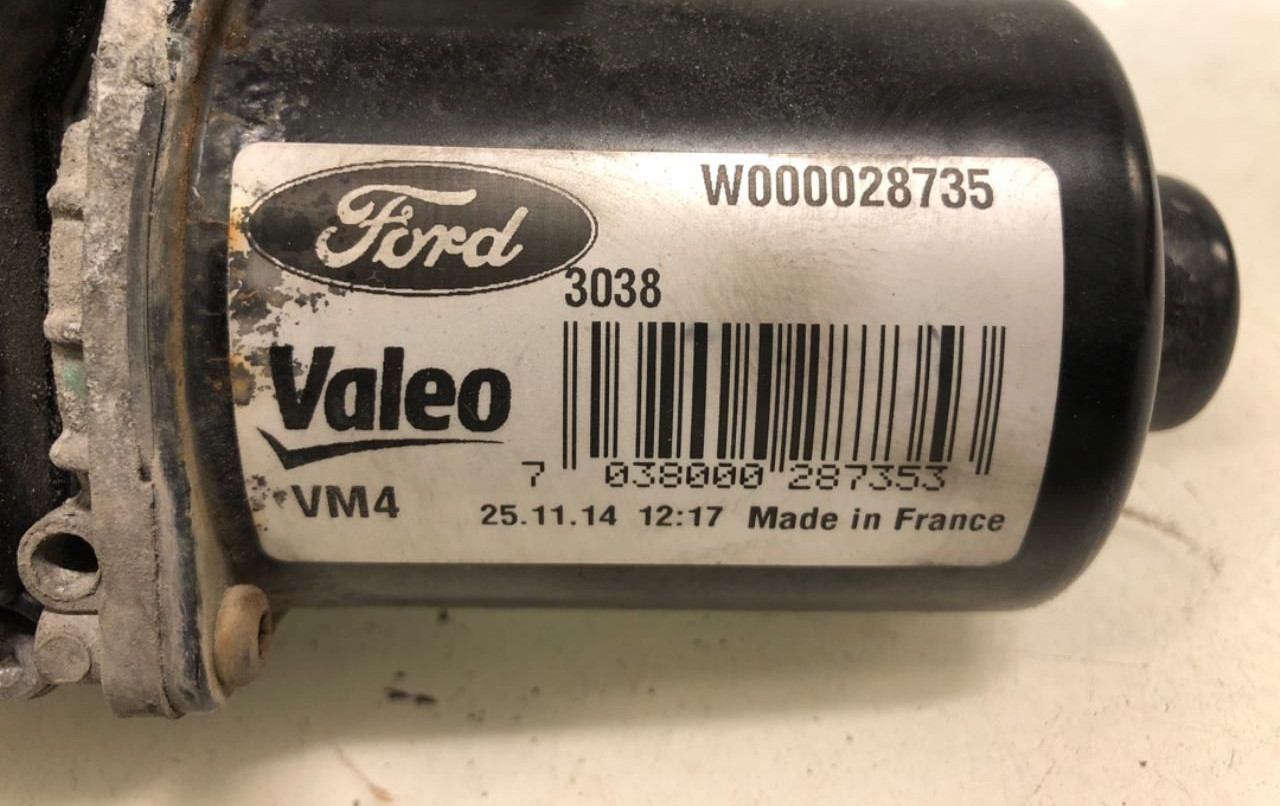 Ford
W000028735
3038
Valeo
7 038000 287353
VM4
25.11.14 12:17 Made in France